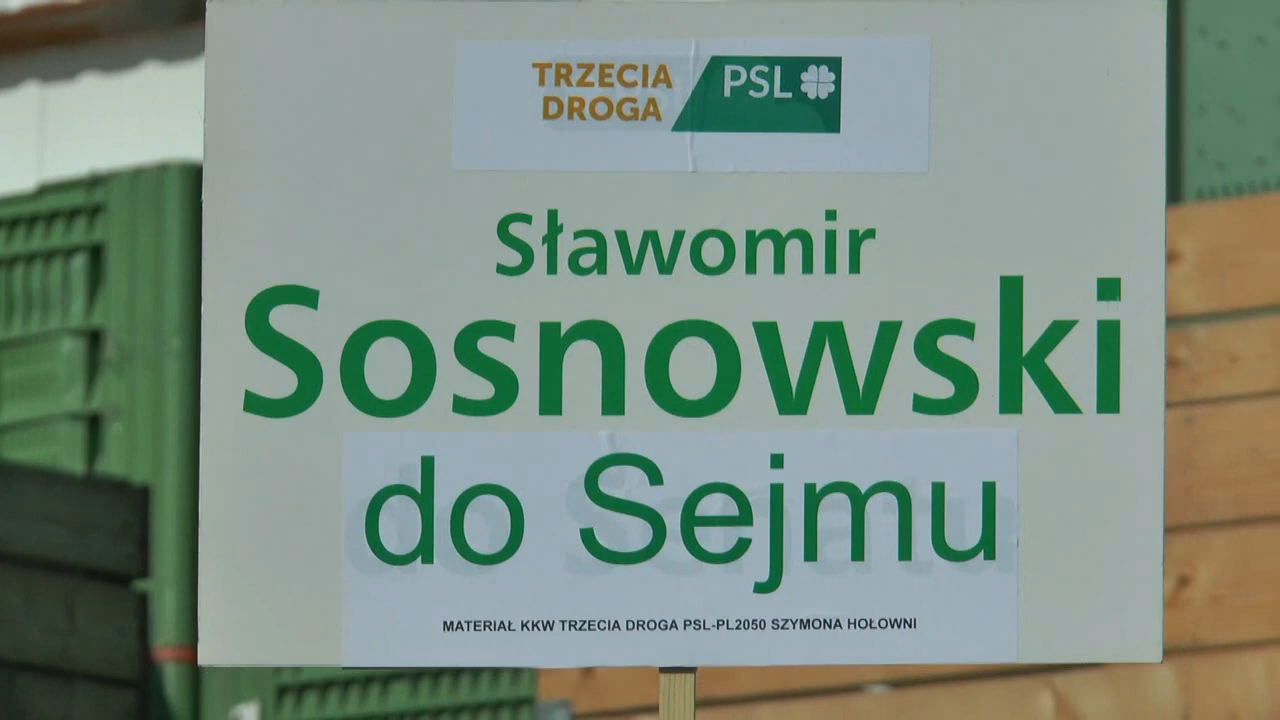 TRZECIA
DROGA
PSL
Sławomir
Sosnowski
do Sejmu
MATERIAŁ KKW TRZECIA DROGA PSL-PL2050 SZYMONA HOŁOWNI